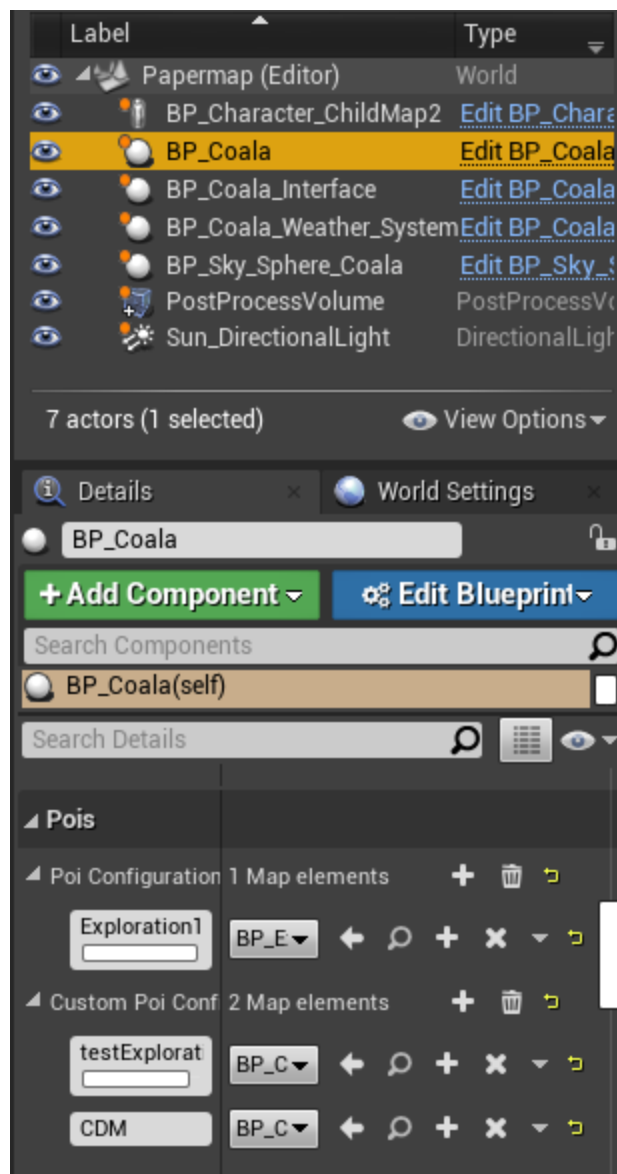 Label Type
Papermap (Editor) World
BP_Character_ChildMap2 Edit BP_Chara
BP_Coala Edit BP_Coala
BP_Coala_Interface Edit BP_Coala
BP_Coala_Weather_System Edit BP_Coala
BP_Sky_Sphere_Coala Edit BP_Sky_S
PostProcessVolume PostProcessVo
Sun_DirectionalLight DirectionalLigh
7 actors (1 selected) View Options
Details World Settings
BP_Coala
+ Add Component Edit Blueprint
Search Components
BP_Coala(self)
Search Details
Pois
Poi Configuration 1 Map elements
Exploration1 BP_E
Custom Poi Conf 2 Map elements
testExplorat BP_C
CDM BP_C